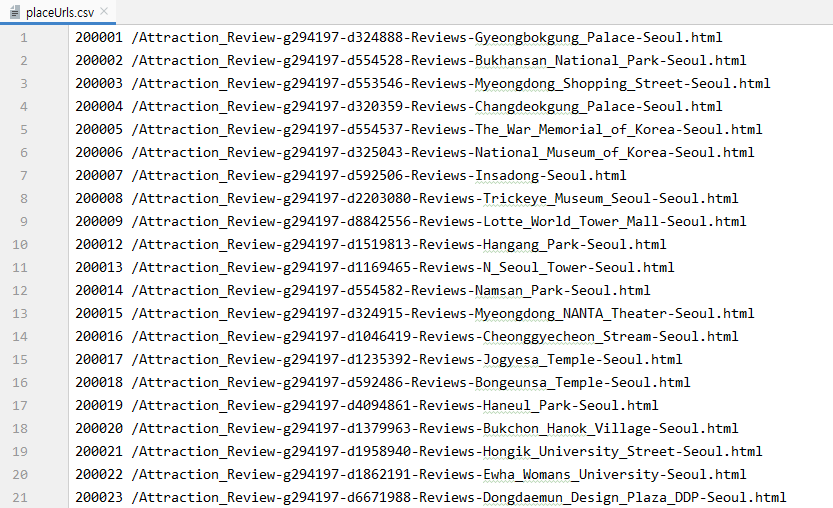 placeUrls.csv
1 200001 /Attraction_Review-g294197-d324888-Reviews-Gyeongbokgung_Palace-Seoul.html
2 200002 /Attraction_Review-g294197-d554528-Reviews-Bukhansan_National_Park-Seoul.html
3 200003 /Attraction_Review-g294197-d553546-Reviews-Myeongdong_Shopping_Street-Seoul.html
4 200004 /Attraction_Review-g294197-d320359-Reviews-Changdeokgung_Palace-Seoul.html
5 200005 /Attraction_Review-g294197-d554537-Reviews-The_War_Memorial_of_Korea-Seoul.html
6 200006 /Attraction_Review-g294197-d325043-Reviews-National_Museum_of_Korea-Seoul.html
7 200007 /Attraction_Review-g294197-d592506-Reviews-Insadong-Seoul.html
8 200008 /Attraction_Review-g294197-d2203080-Reviews-Trickeye_Museum_Seoul-Seoul.html
9 200009 /Attraction_Review-g294197-d8842556-Reviews-Lotte_World_Tower_Mall-Seoul.html
10 200012 /Attraction_Review-g294197-d1519813-Reviews-Hangang_Park-Seoul.html
11 200013 /Attraction_Review-g294197-d1169465-Reviews-N_Seoul_Tower-Seoul.html
12 200014 /Attraction_Review-g294197-d554582-Reviews-Namsan_Park-Seoul.html
13 200015 /Attraction_Review-g294197-d324915-Reviews-Myeongdong_NANTA_Theater-Seoul.html
14 200016 /Attraction_Review-g294197-d1046419-Reviews-Cheonggyecheon_Stream-Seoul.html
15 200017 /Attraction_Review-g294197-d1235392-Reviews-Jogyesa_Temple-Seoul.html
16 200018 /Attraction_Review-g294197-d592486-Reviews-Bongeunsa_Temple-Seoul.html
17 200019 /Attraction_Review-g294197-d4094861-Reviews-Haneul_Park-Seoul.html
18 200020 /Attraction_Review-g294197-d1379963-Reviews-Bukchon_Hanok_Village-Seoul.html
19 200021 /Attraction_Review-g294197-d1958940-Reviews-Hongik_University_Street-Seoul.html
20 200022 /Attraction_Review-g294197-d1862191-Reviews-Ewha_Womans_University-Seoul.html
21 200023 /Attraction_Review-g294197-d6671988-Reviews-Dongdaemun_Design_Plaza_DDP-Seoul.html